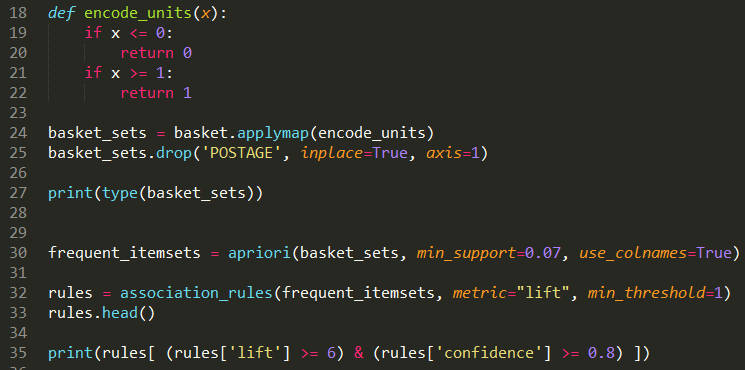 18 def encode_units(x):
19     if x <= 0:
20         return 0
21     if x >= 1:
22         return 1
23
24 basket_sets = basket.applymap(encode_units)
25 basket_sets.drop('POSTAGE', inplace=True, axis=1)
26
27 print(type(basket_sets))
28
29
30 frequent_itemsets = apriori(basket_sets, min_support=0.07, use_colnames=True)
31
32 rules = association_rules(frequent_itemsets, metric="lift", min_threshold=1)
33 rules.head()
34
35 print(rules[ (rules['lift'] >= 6) & (rules['confidence'] >= 0.8) ])